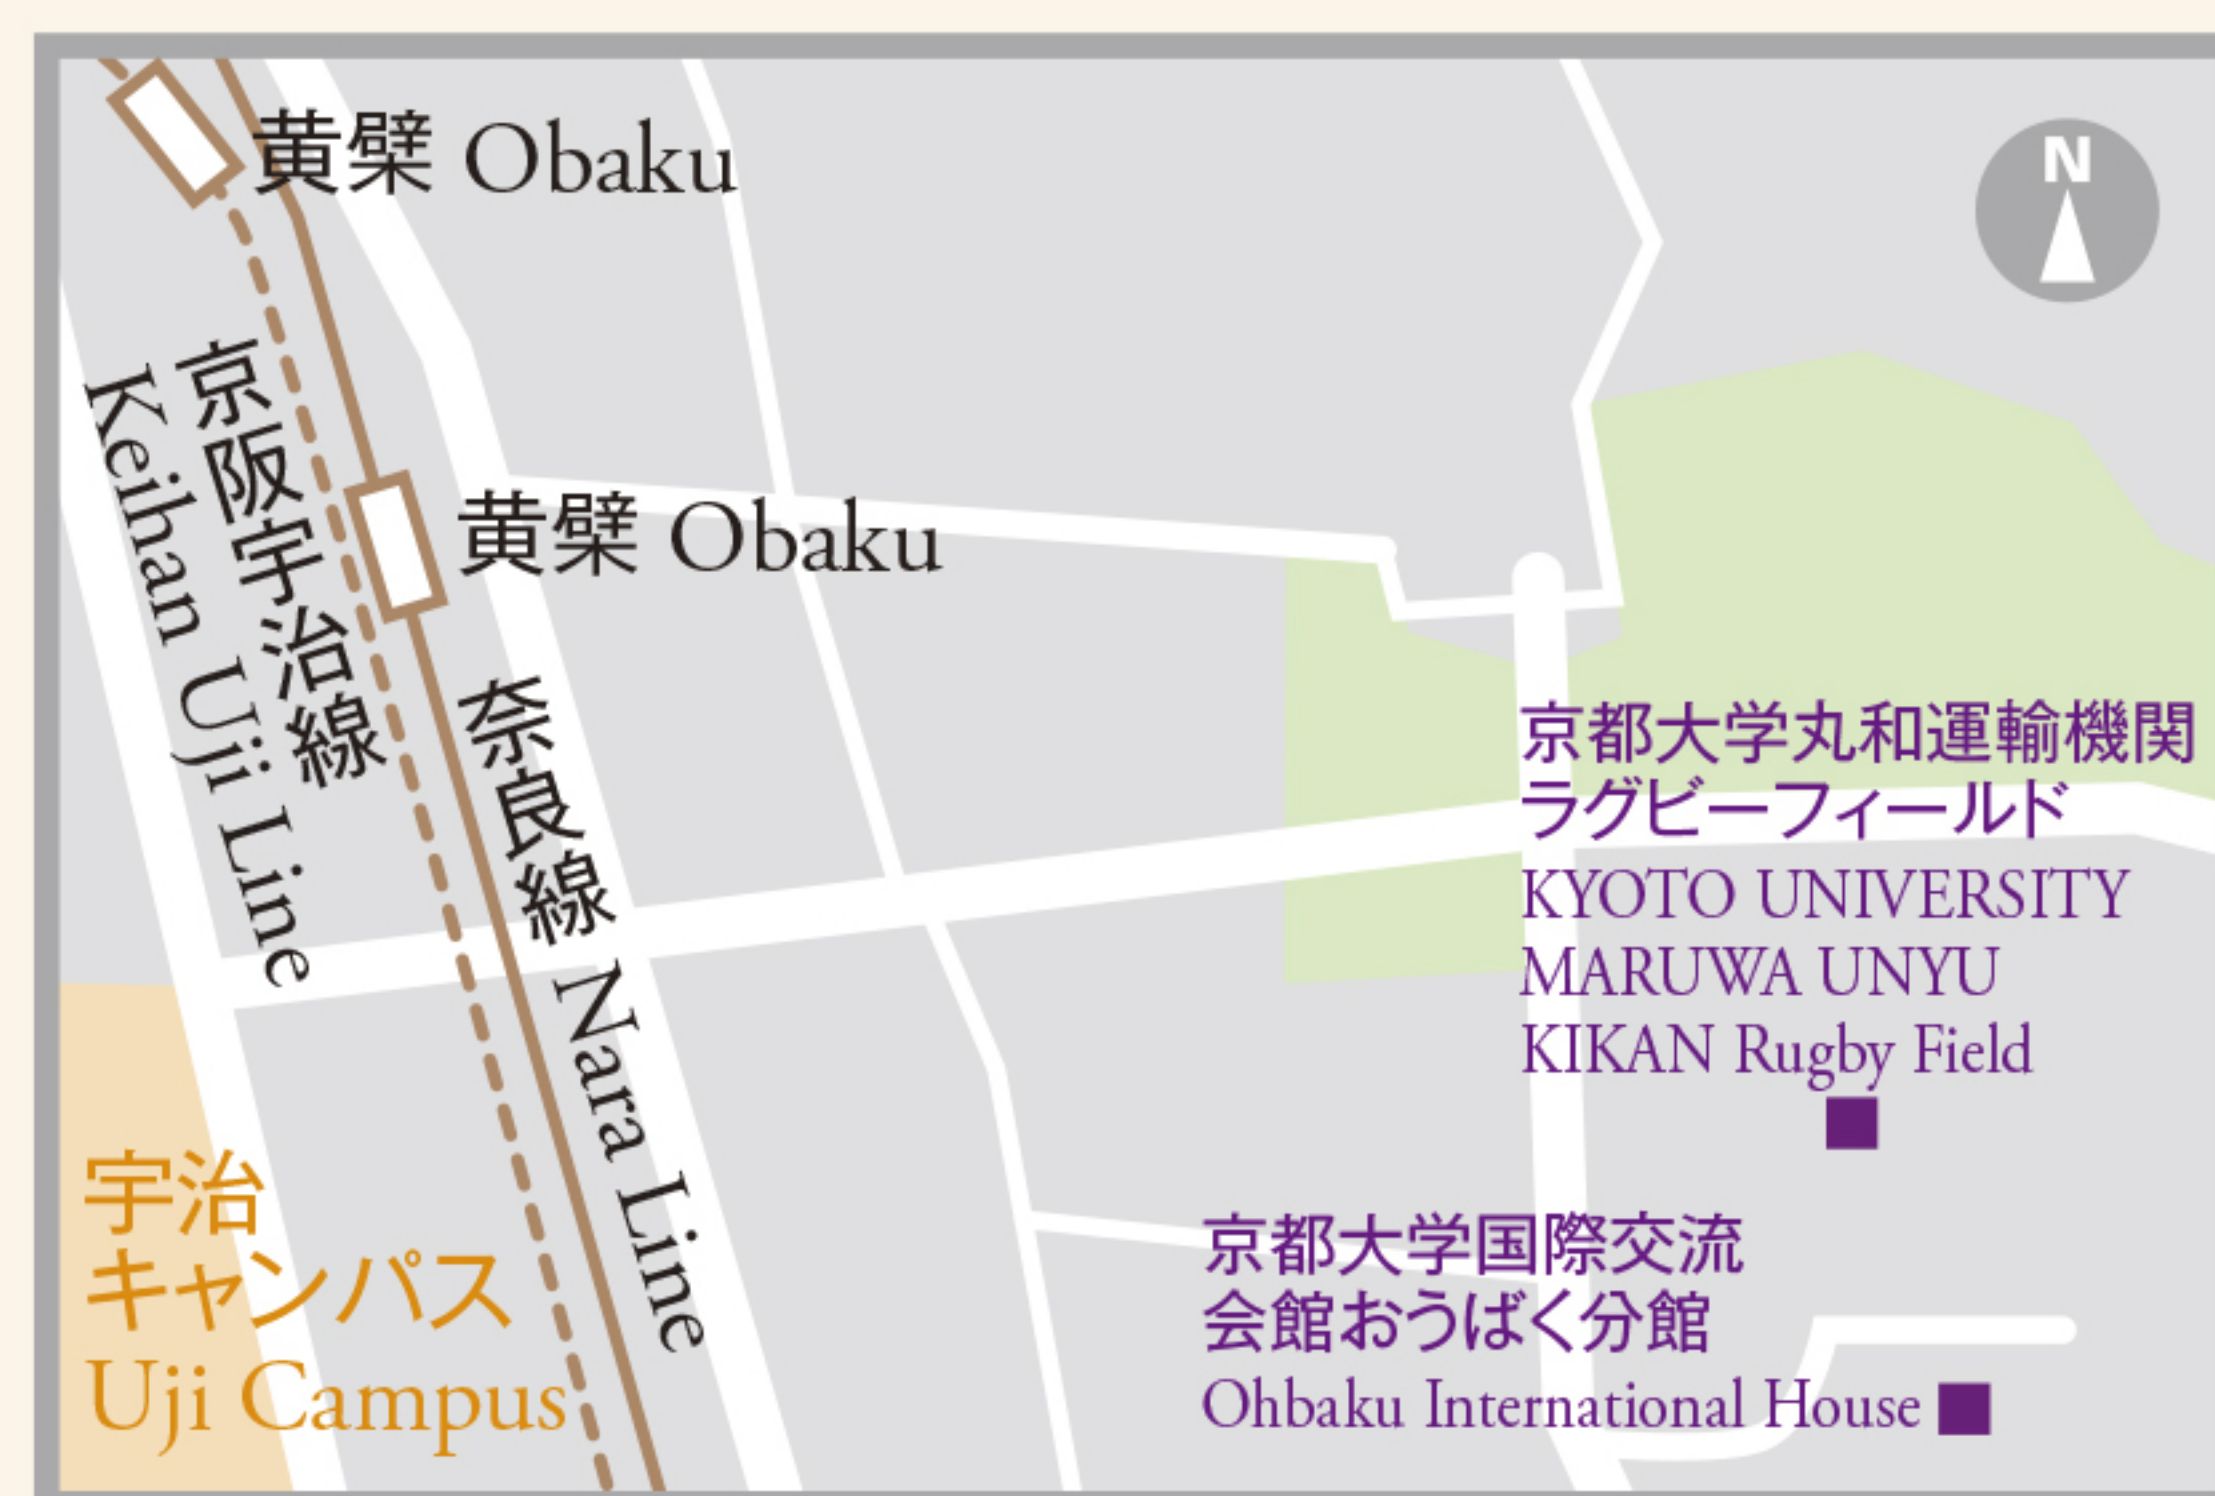 黄檗 Obaku
N
京阪宇治線
Keihan Uji Line
黄檗 Obaku
奈良線 Nara Line
京都大学丸和運輸機関
ラグビーフィールド
KYOTO UNIVERSITY
MARUWA UNYU
KIKAN Rugby Field
宇治
キャンパス
Uji Campus
京都大学国際交流
会館おうばく分館
Ohbaku International House